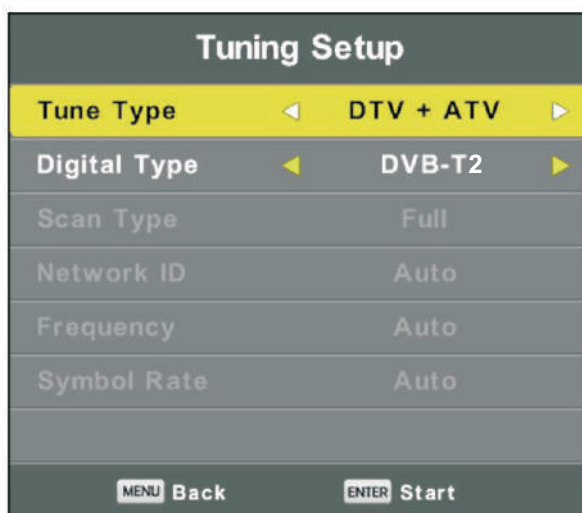 Tuning Setup
Tune Type DTV + ATV
Digital Type DVB-T2
Scan Type Full
Network ID Auto
Frequency Auto
Symbol Rate Auto
MENU Back ENTER Start